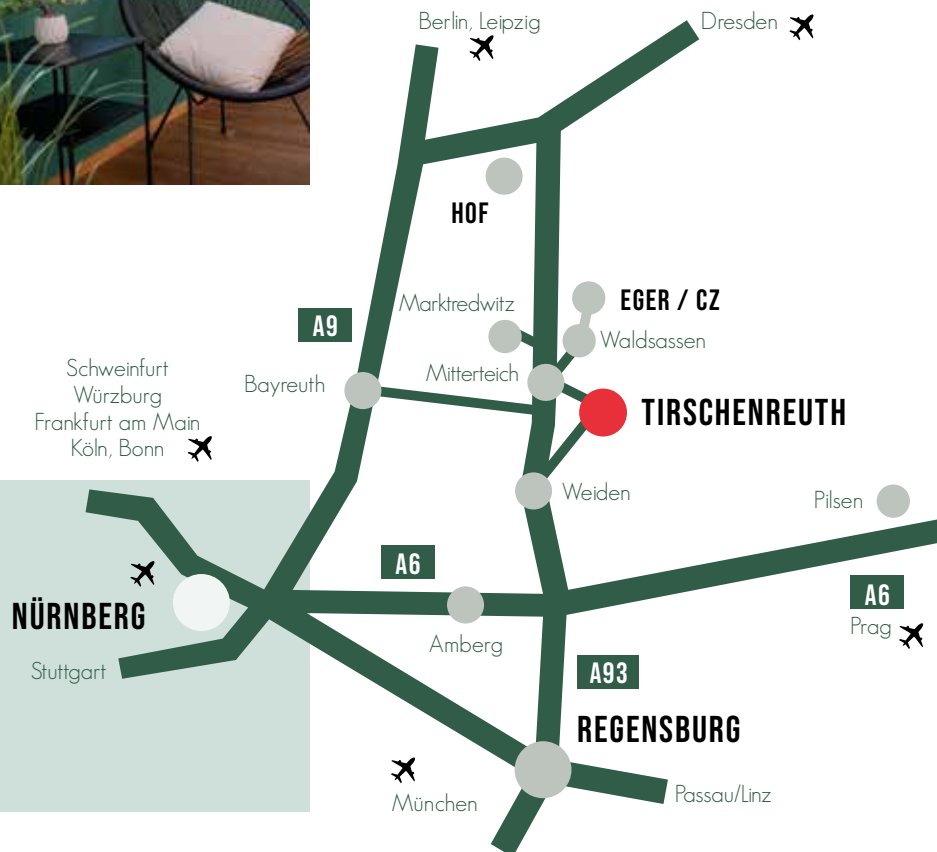 Berlin, Leipzig
Dresden
HOF
Marktredwitz
EGER / CZ
A9
Waldsassen
Schweinfurt
Würzburg
Frankfurt am Main
Köln, Bonn
Bayreuth
Mitterteich
TIRSCHENREUTH
Weiden
Pilsen
A6
A6
NÜRNBERG
Prag
Amberg
Stuttgart
A93
REGENSBURG
München
Passau/Linz